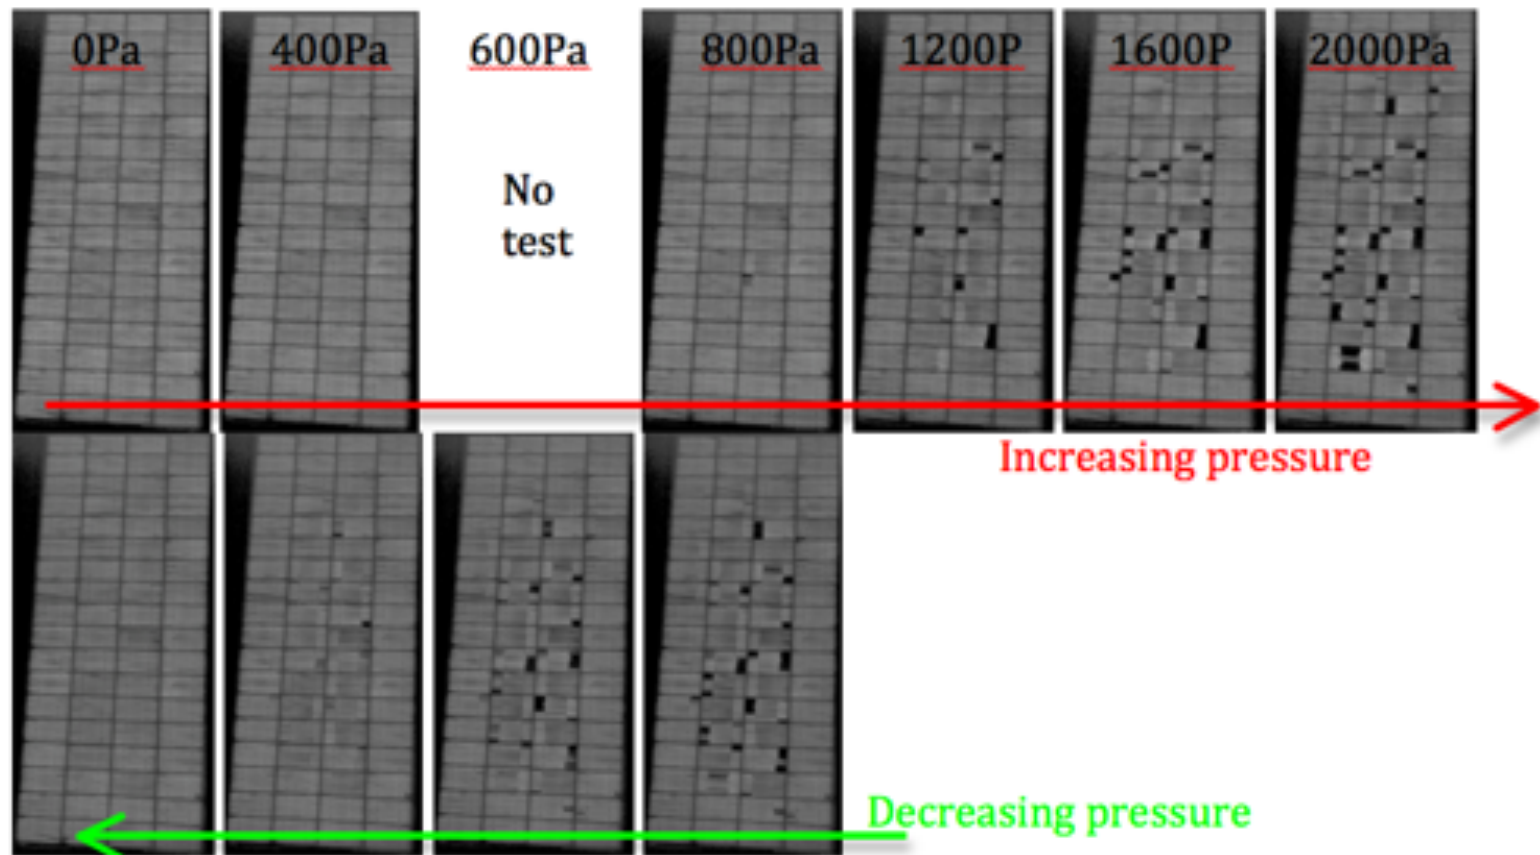 0Pa
400Pa
600Pa
800Pa
1200P
1600P
2000Pa
No
test
Increasing pressure
Decreasing pressure